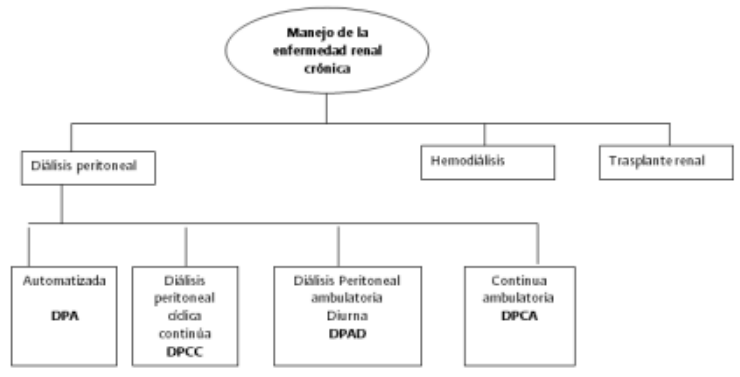 Manejo de la
enfermedad renal
crónica
Diálisis peritoneal
Hemodiálisis
Trasplante renal
Automatizada
DPA
Diálisis
peritoneal
cíclica
continúa
DPCC
Diálisis Peritoneal
ambulatoria
Diurna
DPAD
Continua
ambulatoria
DPCA